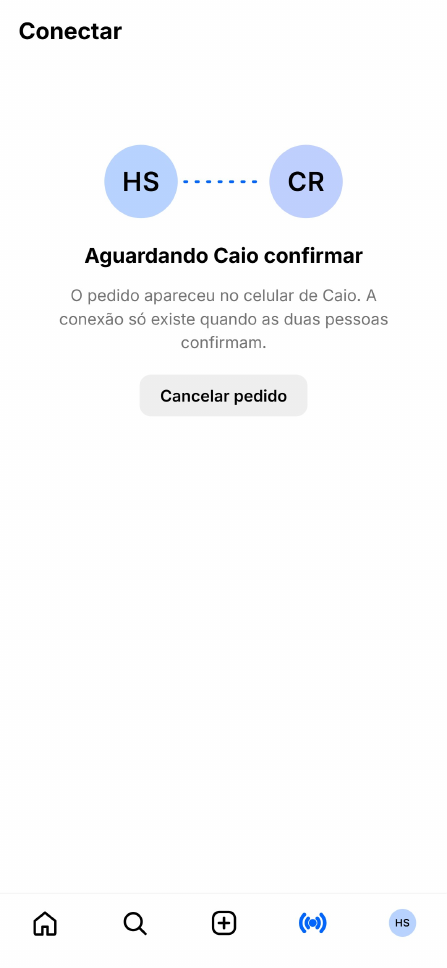 Conectar
HS
CR
Aguardando Caio confirmar
O pedido apareceu no celular de Caio. A
conexão só existe quando as duas pessoas
confirmam.
Cancelar pedido
HS